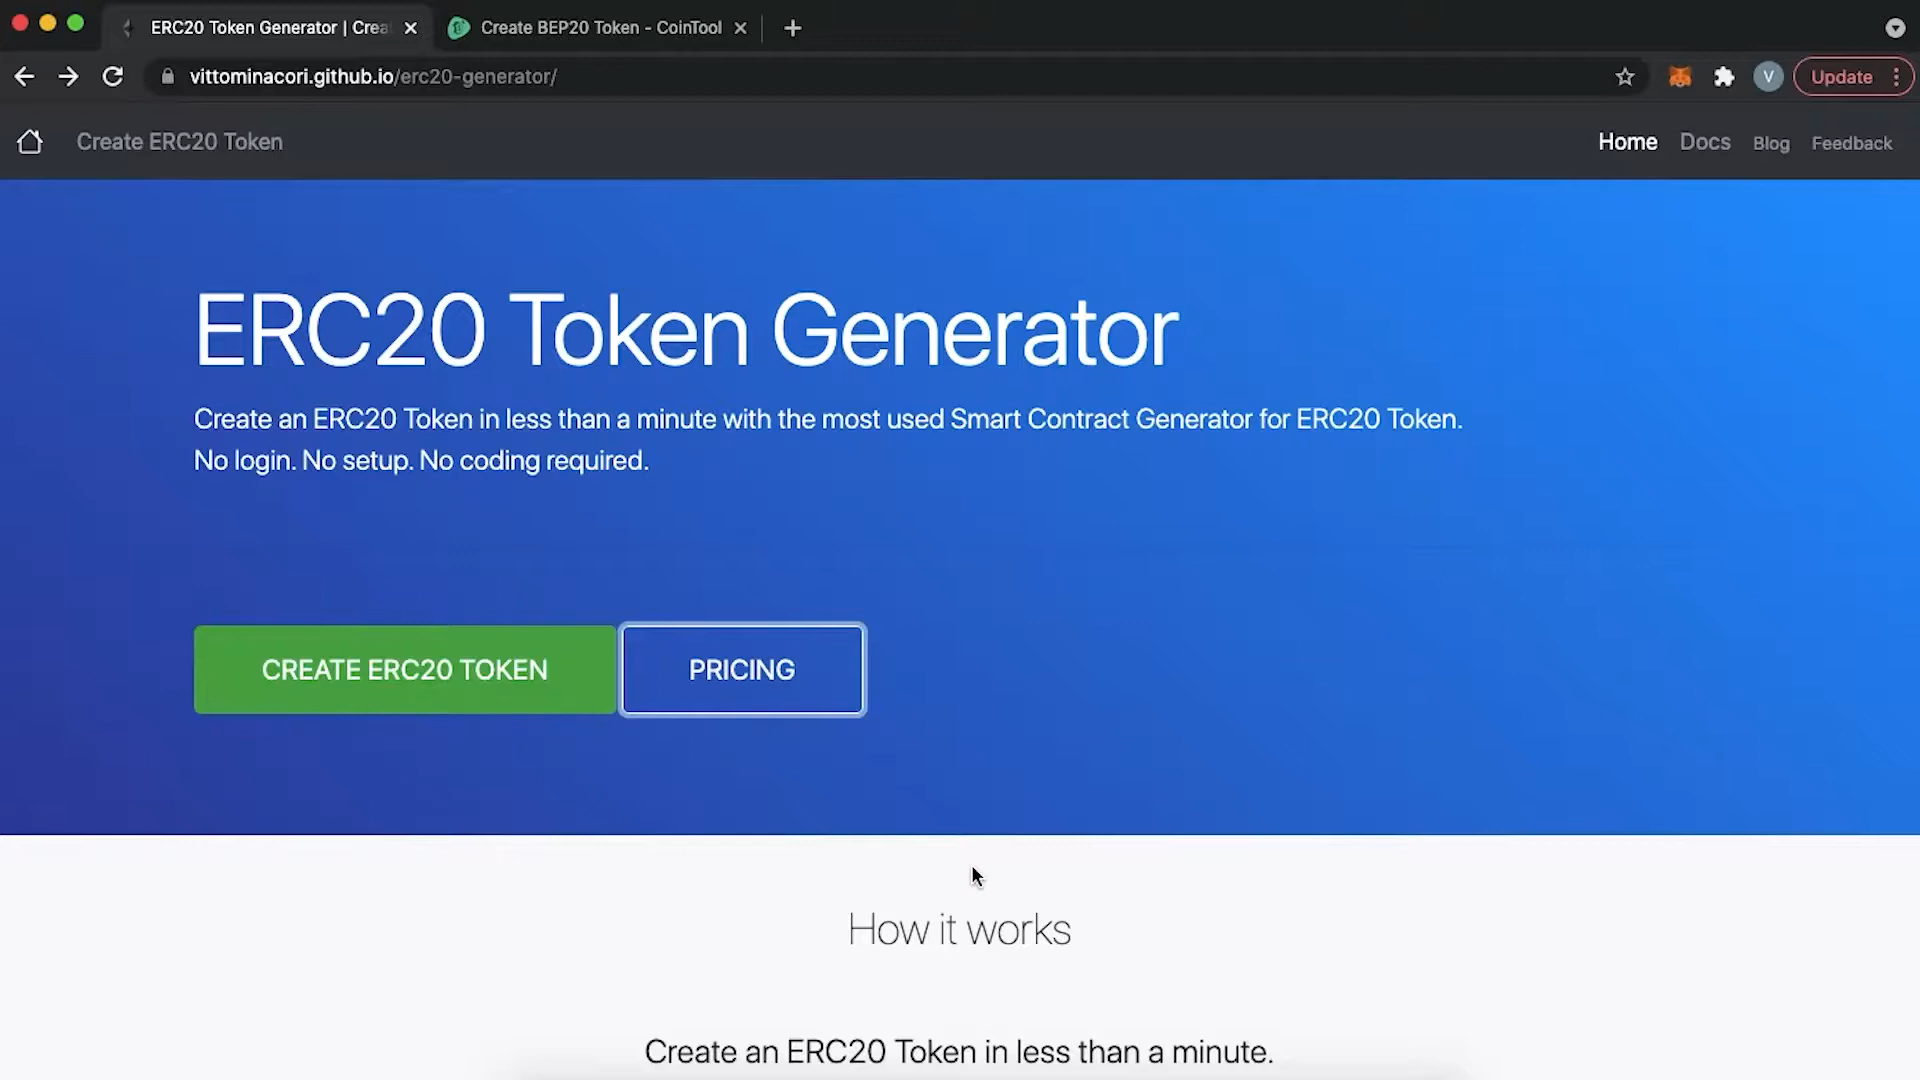 ERC20 Token Generator | Crea
Create BEP20 Token - CoinTool
vittominacori.github.io/erc20-generator/
V
Update
Create ERC20 Token
Home
Docs
Blog
Feedback
ERC20 Token Generator
Create an ERC20 Token in less than a minute with the most used Smart Contract Generator for ERC20 Token.
No login. No setup. No coding required.
CREATE ERC20 TOKEN
PRICING
How it works
Create an ERC20 Token in less than a minute.